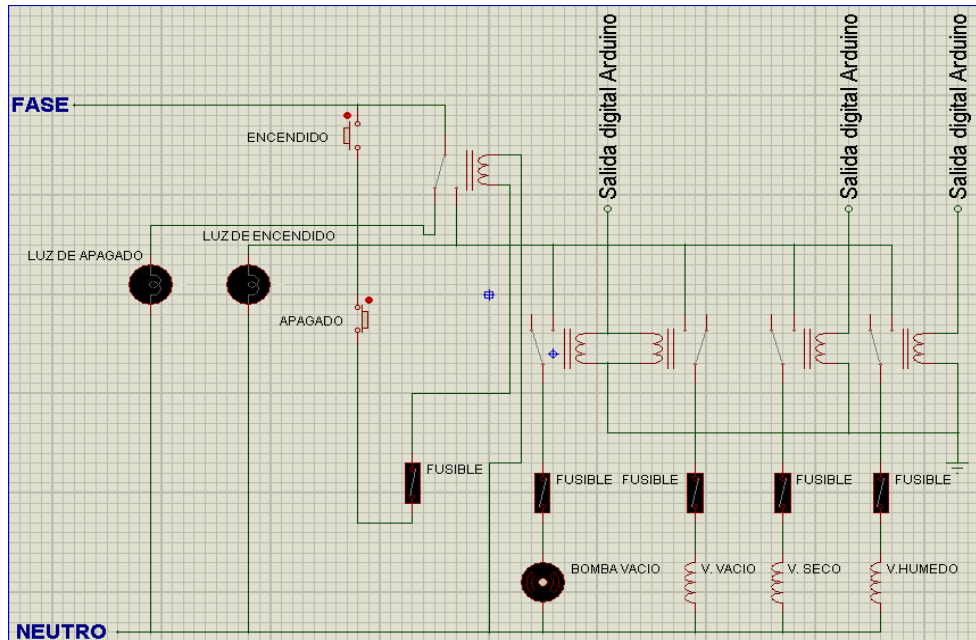 Salida digital Arduino
Salida digital Arduino
Salida digital Arduino
FASE
ENCENDIDO
LUZ DE ENCENDIDO
LUZ DE APAGADO
APAGADO
FUSIBLE
FUSIBLE
FUSIBLE
FUSIBLE
FUSIBLE
BOMBA VACIO
V. VACIO
V. SECO
V.HUMEDO
NEUTRO